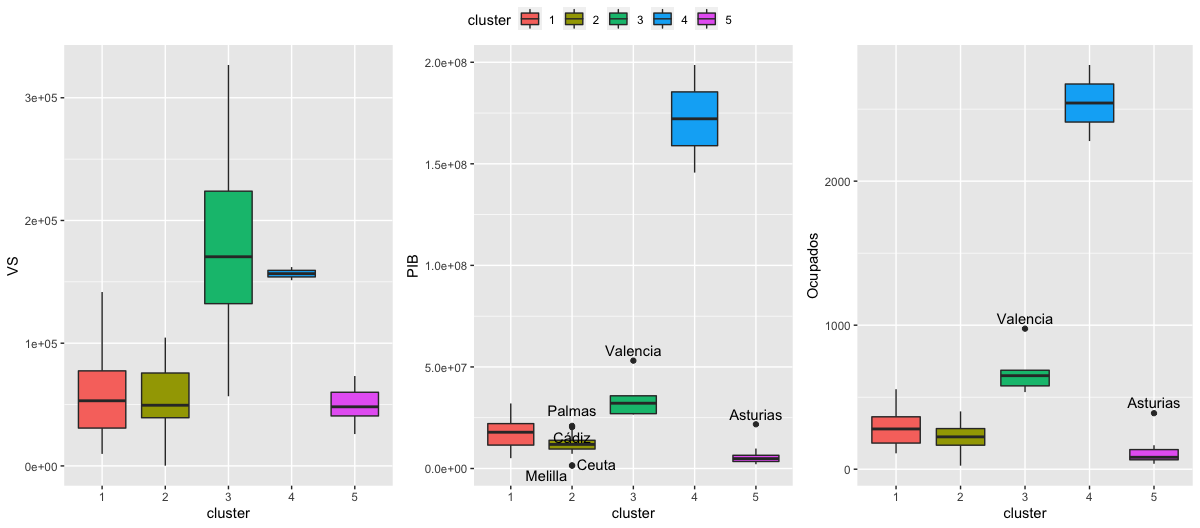 cluster 1 2 3 4 5
VS
3e+05
2e+05
1e+05
0e+00
1 2 3 4 5
cluster
PIB
2.0e+08
1.5e+08
1.0e+08
5.0e+07
0.0e+00
Valencia
Palmas
Cádiz
Ceuta
Melilla
Asturias
1 2 3 4 5
cluster
Ocupados
2000
1000
0
Valencia
Asturias
1 2 3 4 5
cluster